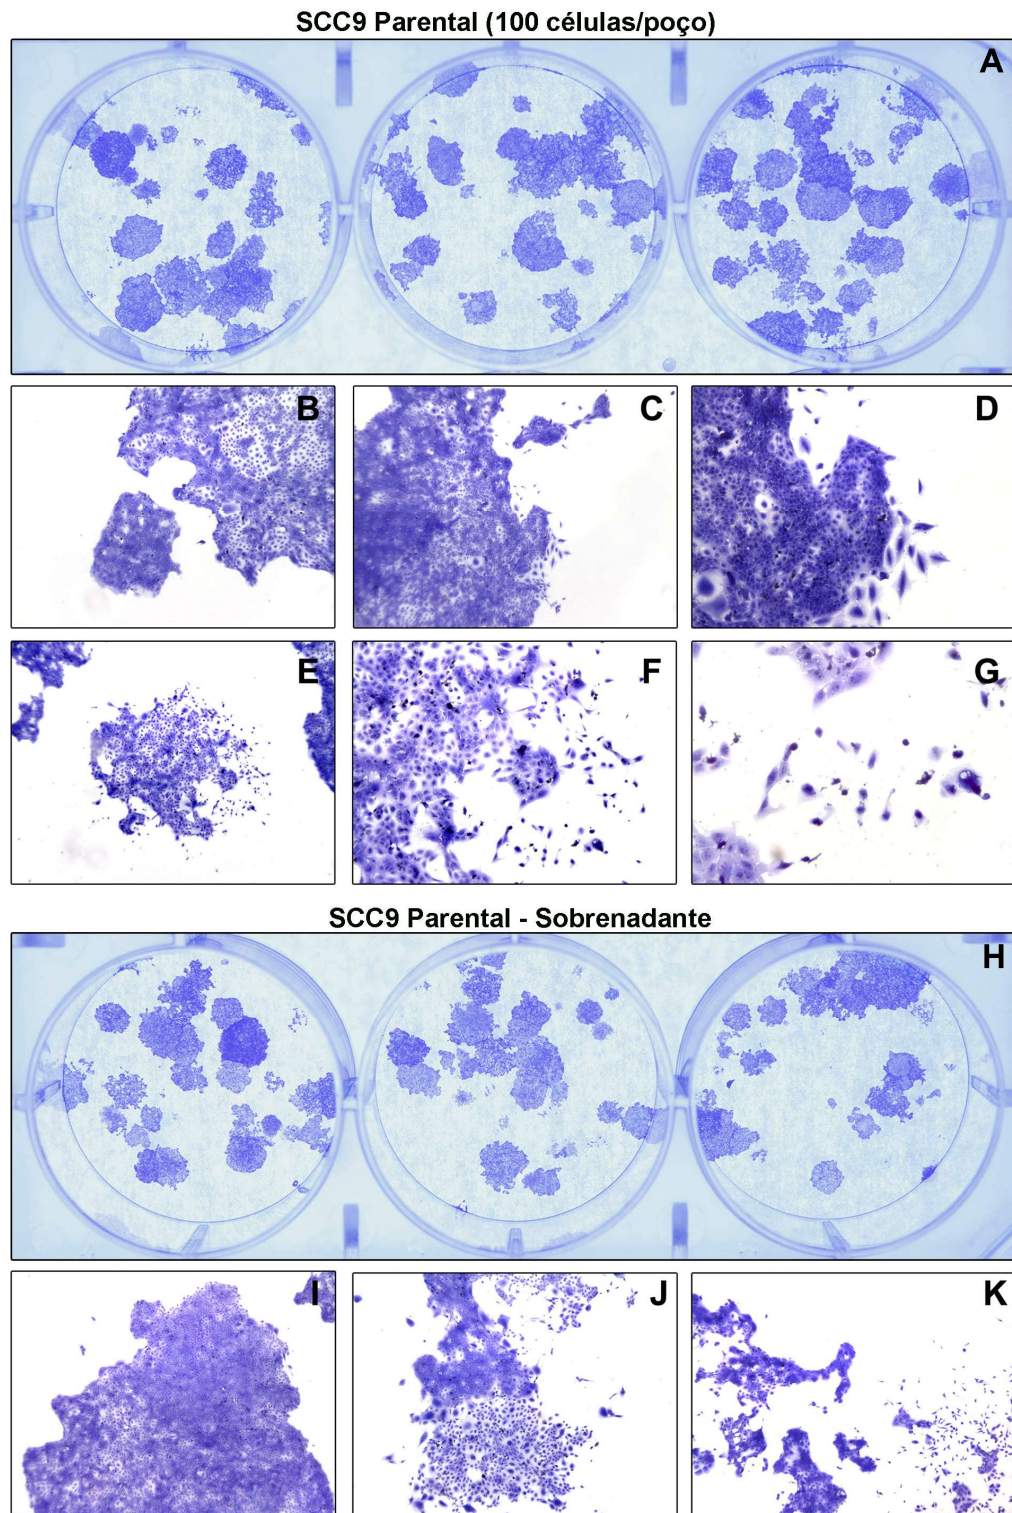 SCC9 Parental (100 células/poço)
A
B
C
D
E
F
G
SCC9 Parental - Sobrenadante
H
I
J
K